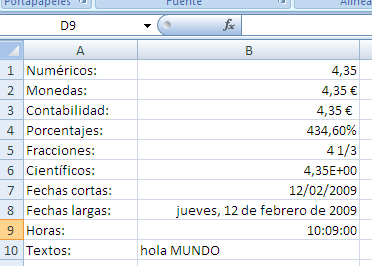 Portapapeles Fuente Alinea
D9 fx
A B
1 Numéricos: 4,35
2 Monedas: 4,35 €
3 Contabilidad: 4,35 €
4 Porcentajes: 434,60%
5 Fracciones: 4 1/3
6 Científicos: 4,35E+00
7 Fechas cortas: 12/02/2009
8 Fechas largas: jueves, 12 de febrero de 2009
9 Horas: 10:09:00
10 Textos: hola MUNDO